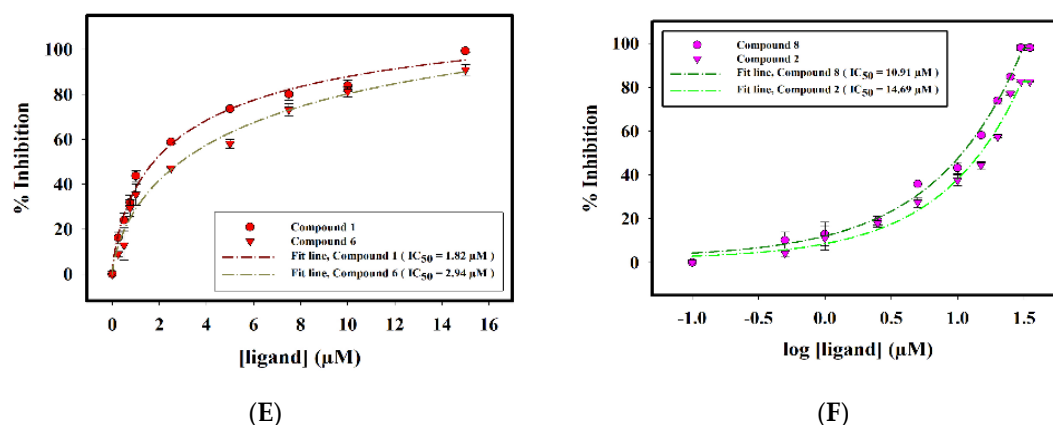 100
80
60
40
20
0
% Inhibition
Compound 1
Compound 6
Fit line, Compound 1 ( IC50 = 1.82 µM )
Fit line, Compound 6 ( IC50 = 2.94 µM )
0 2 4 6 8 10 12 14 16
[ligand] (µM)
(E)
100
80
60
40
20
0
% Inhibition
Compound 8
Compound 2
Fit line, Compound 8 ( IC50 = 10.91 µM )
Fit line, Compound 2 ( IC50 = 14.69 µM )
-1.0 -0.5 0.0 0.5 1.0 1.5
log [ligand] (µM)
(F)